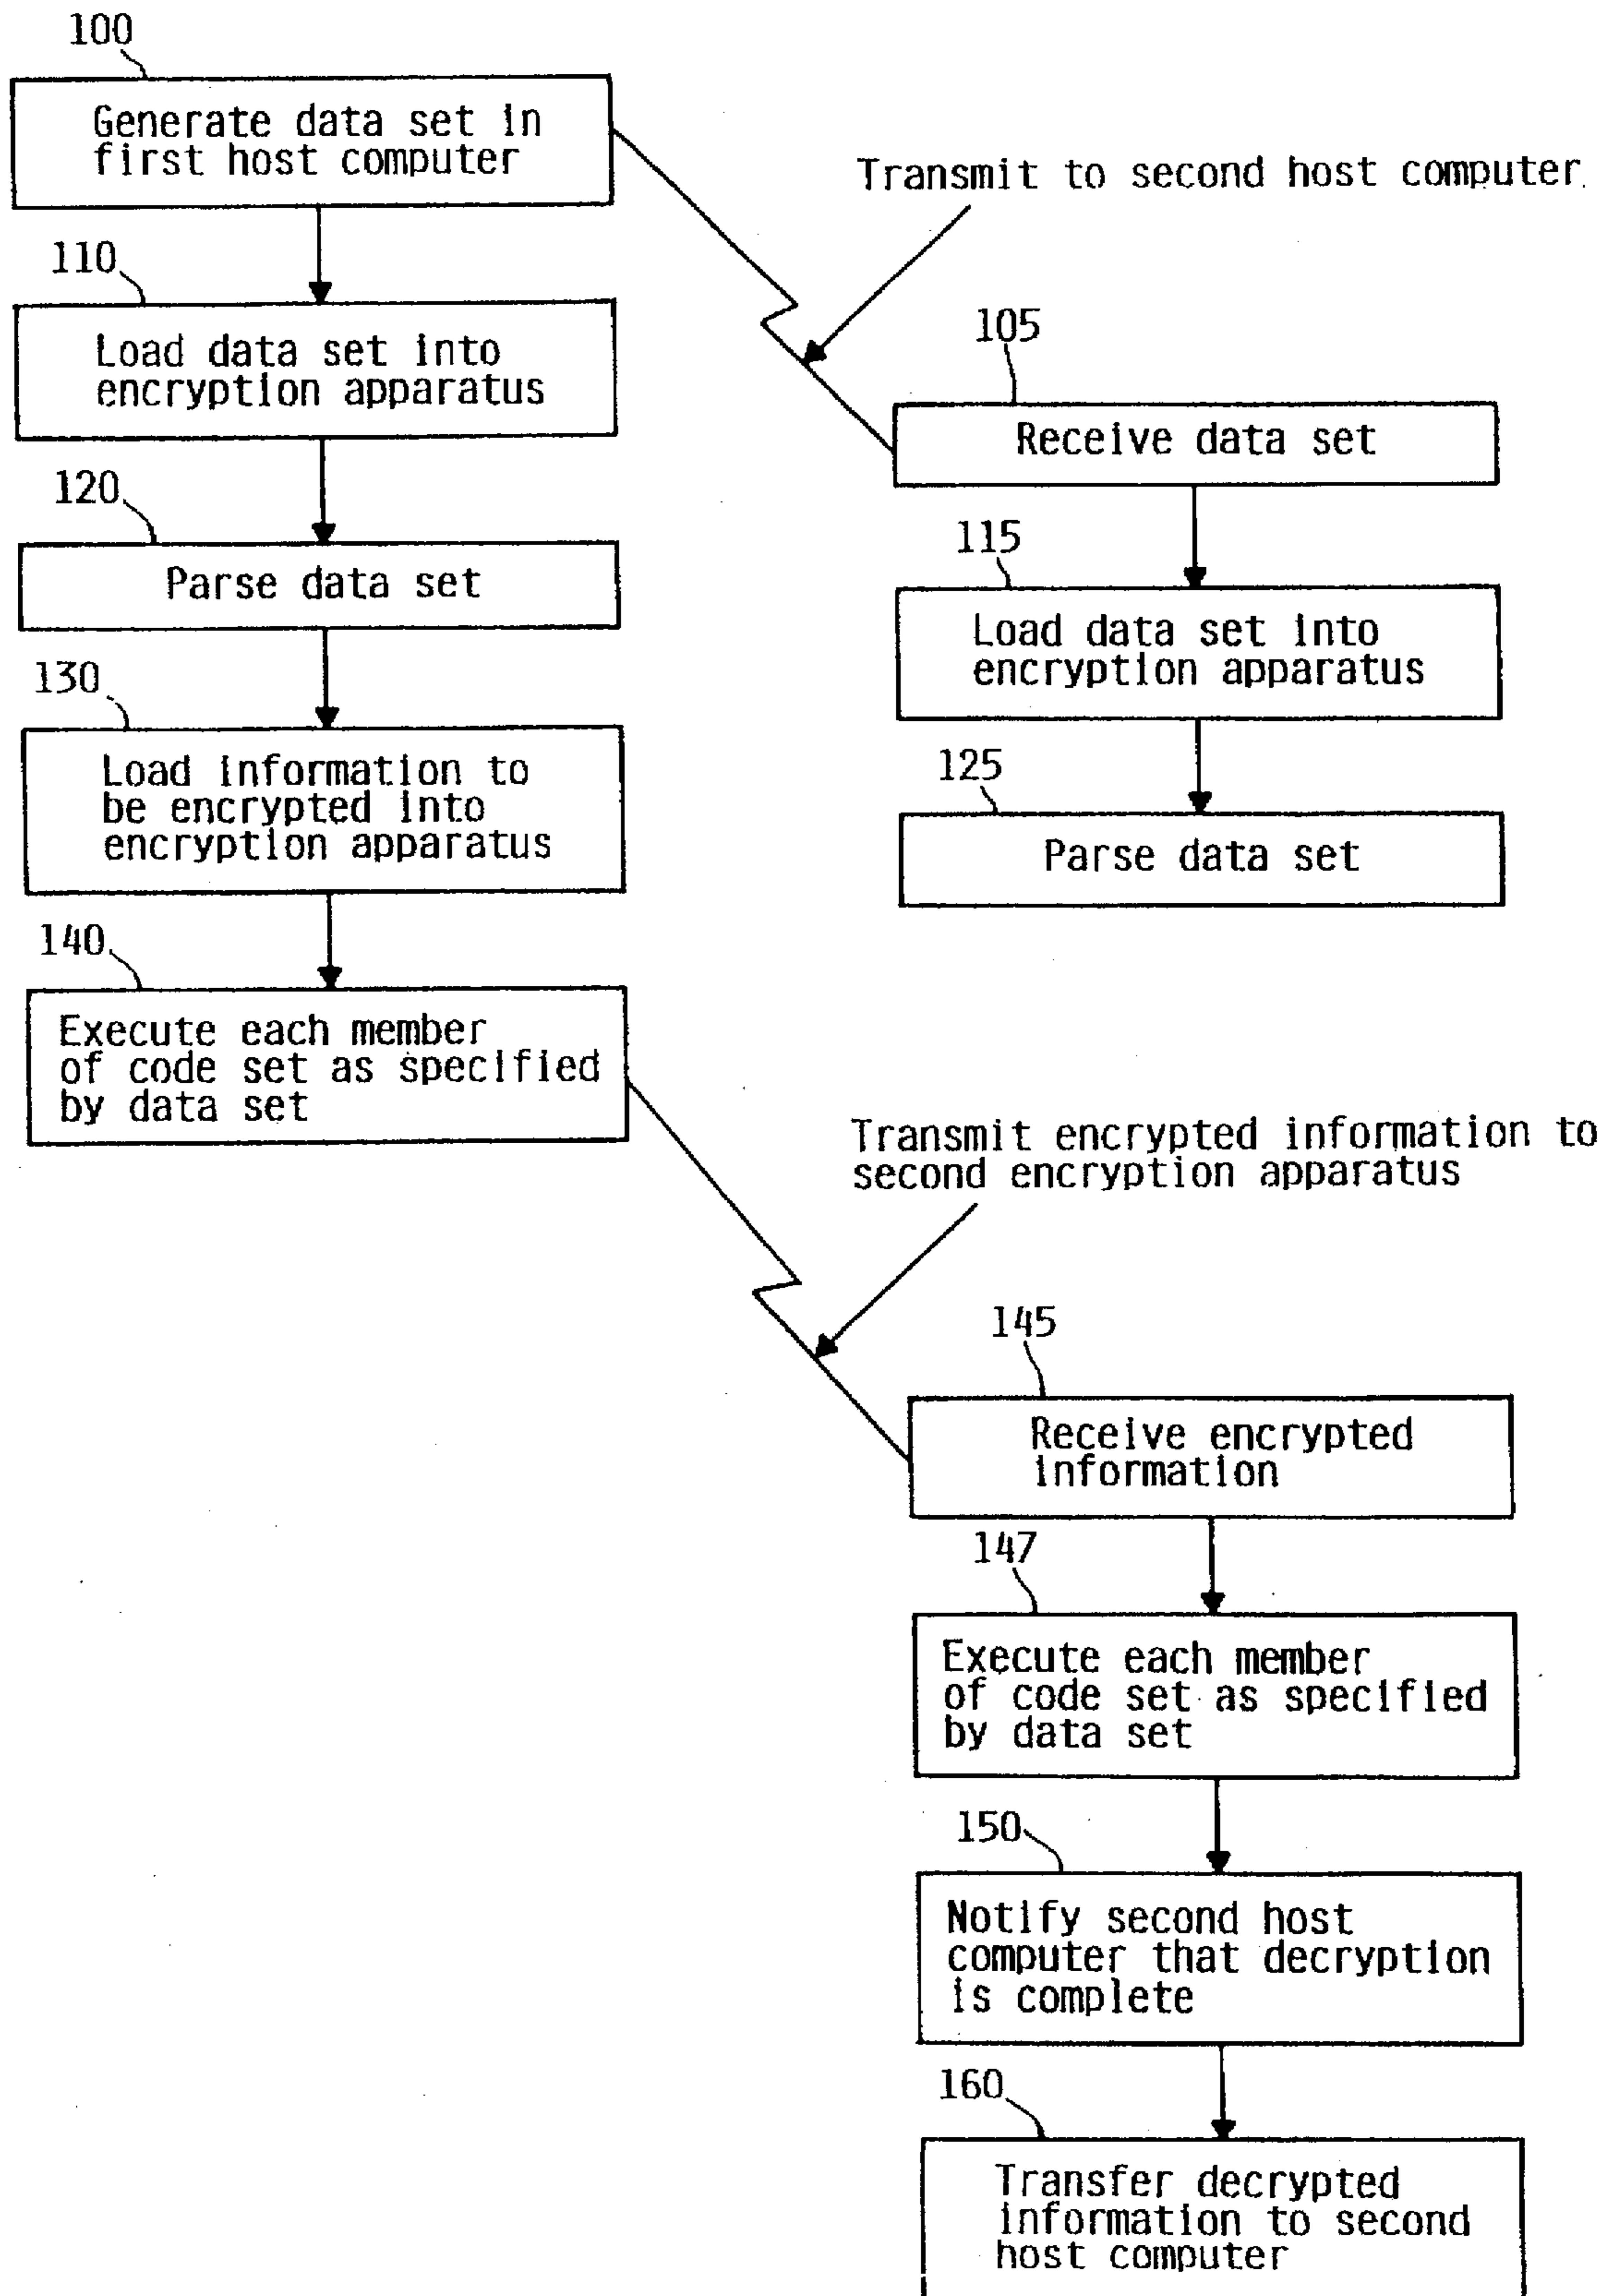 100
Generate data set in
first host computer
Transmit to second host computer
110
Load data set into
encryption apparatus
105
Receive data set
120
Parse data set
115
Load data set into
encryption apparatus
130
Load information to
be encrypted into
encryption apparatus
125
Parse data set
140
Execute each member
of code set as specified
by data set
Transmit encrypted information to
second encryption apparatus
145
Receive encrypted
information
147
Execute each member
of code set as specified
by data set
150
Notify second host
computer that decryption
is complete
160
Transfer decrypted
information to second
host computer